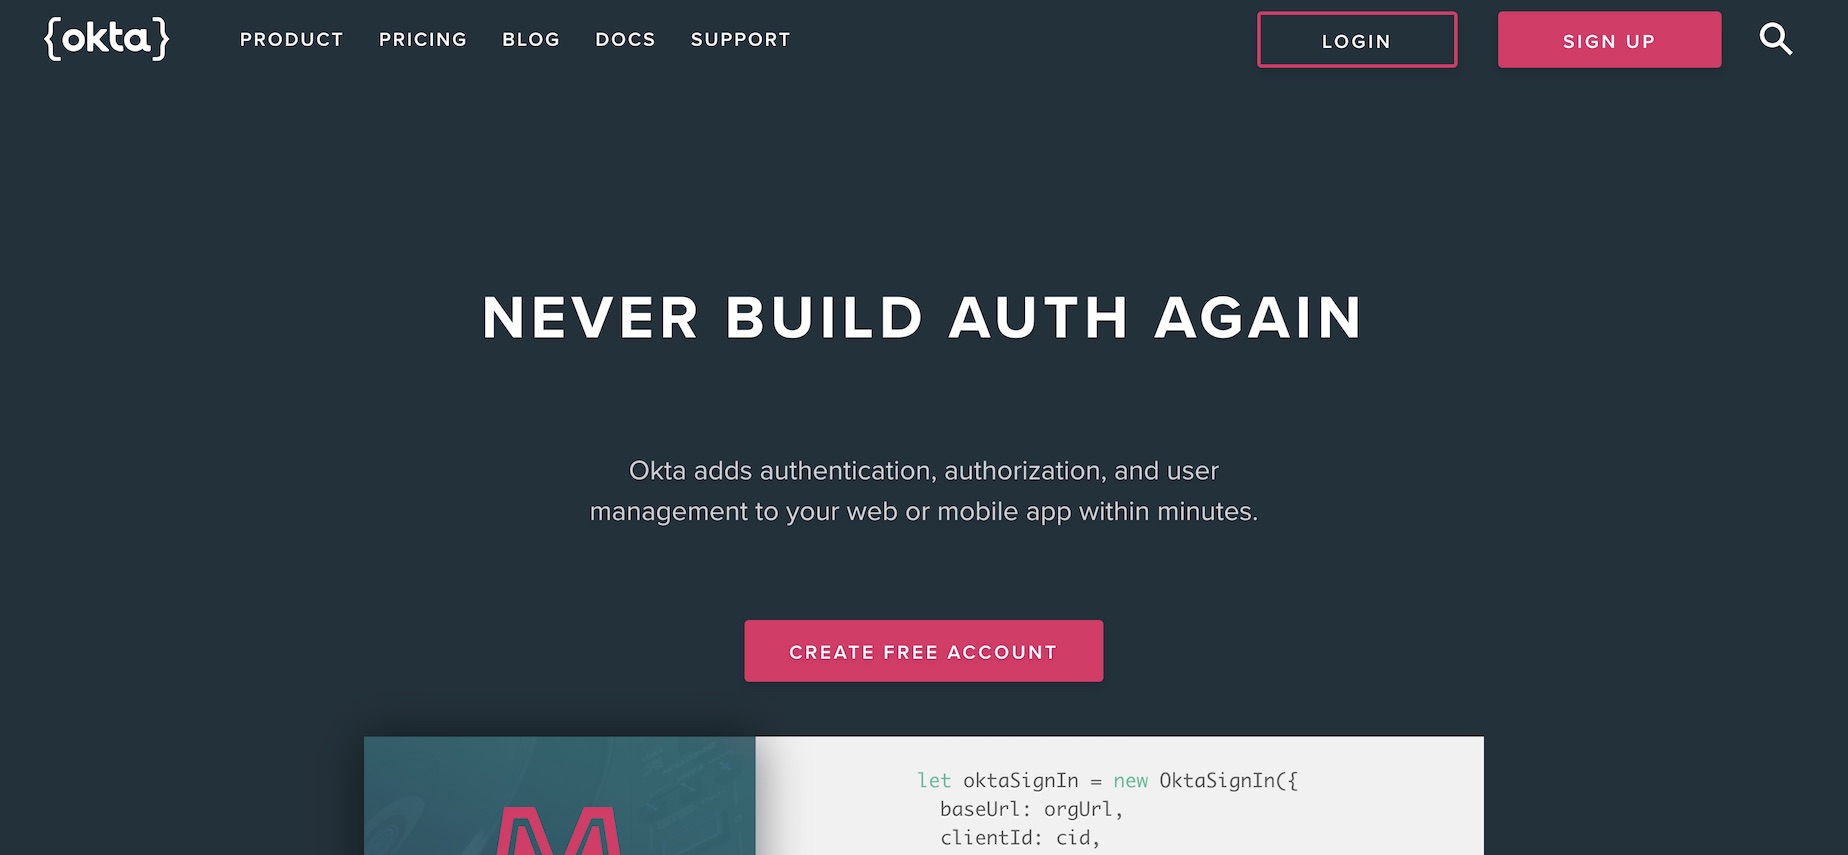 {okta}
PRODUCT PRICING BLOG DOCS SUPPORT LOGIN SIGN UP
NEVER BUILD AUTH AGAIN
Okta adds authentication, authorization, and user
management to your web or mobile app within minutes.
CREATE FREE ACCOUNT
let oktaSignIn = new OktaSignIn({
baseUrl: orgUrl,
clientId: cid,
M